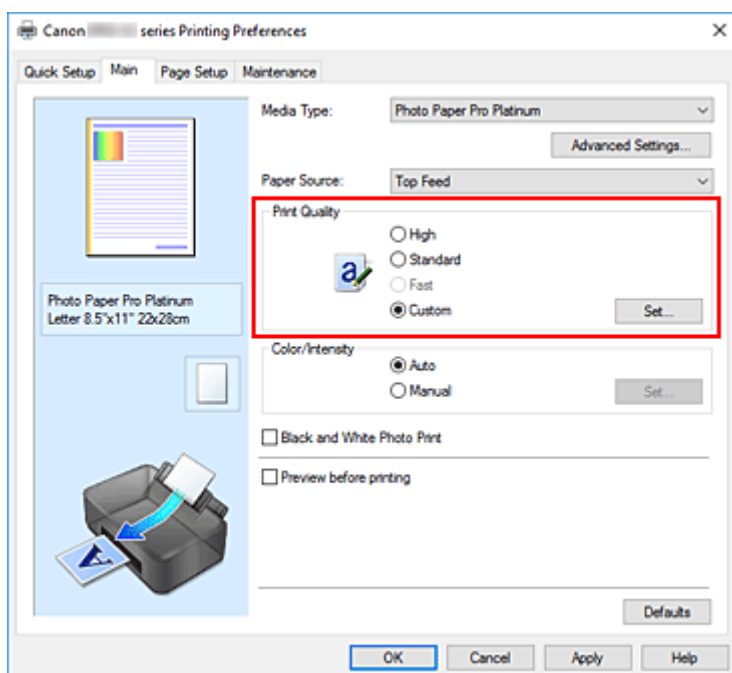 Canon series Printing Preferences
Quick Setup Main Page Setup Maintenance
Media Type: Photo Paper Pro Platinum
Advanced Settings...
Paper Source: Top Feed
Print Quality
High
a Standard
Fast
Photo Paper Pro Platinum
Letter 8.5"x11" 22x28cm
Custom Set...
Color/Intensity
Auto
Manual Set...
Black and White Photo Print
Preview before printing
A
Defaults
OK Cancel Apply Help